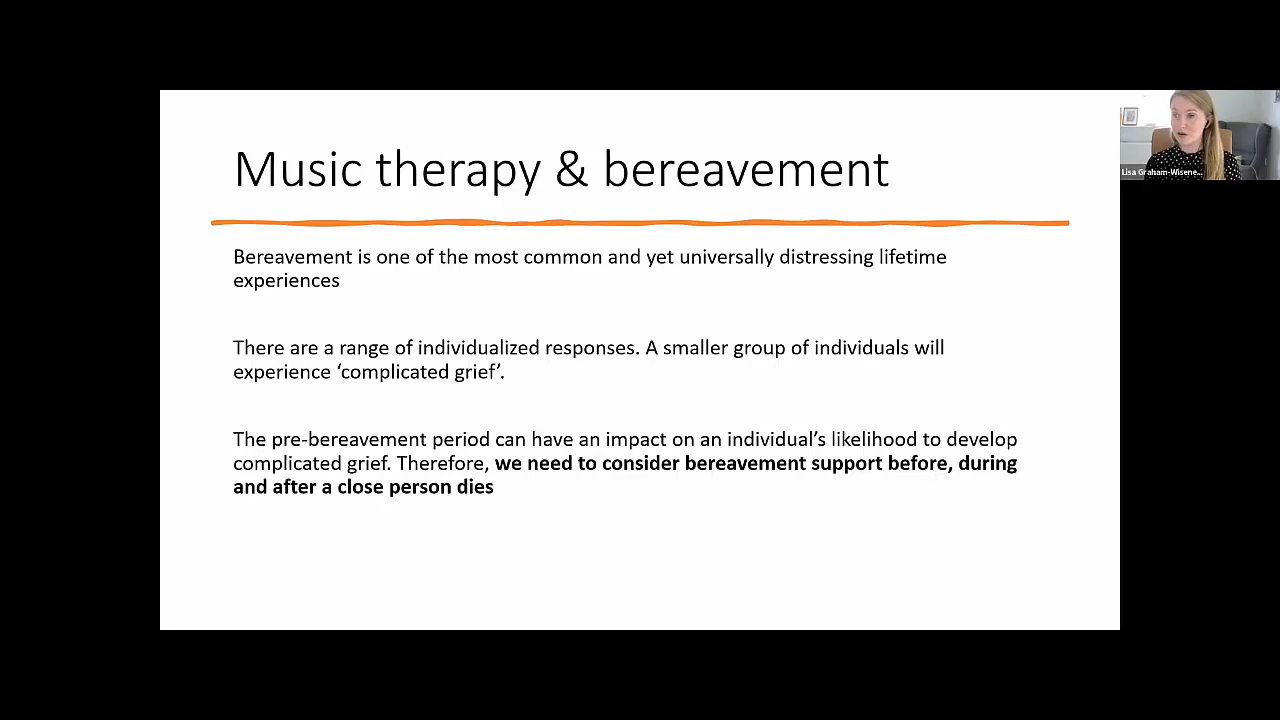 Music therapy & bereavement
Bereavement is one of the most common and yet universally distressing lifetime
experiences
There are a range of individualized responses. A smaller group of individuals will
experience ‘complicated grief’.
The pre-bereavement period can have an impact on an individual’s likelihood to develop
complicated grief. Therefore, we need to consider bereavement support before, during
and after a close person dies
Lisa Graham-Wisene...